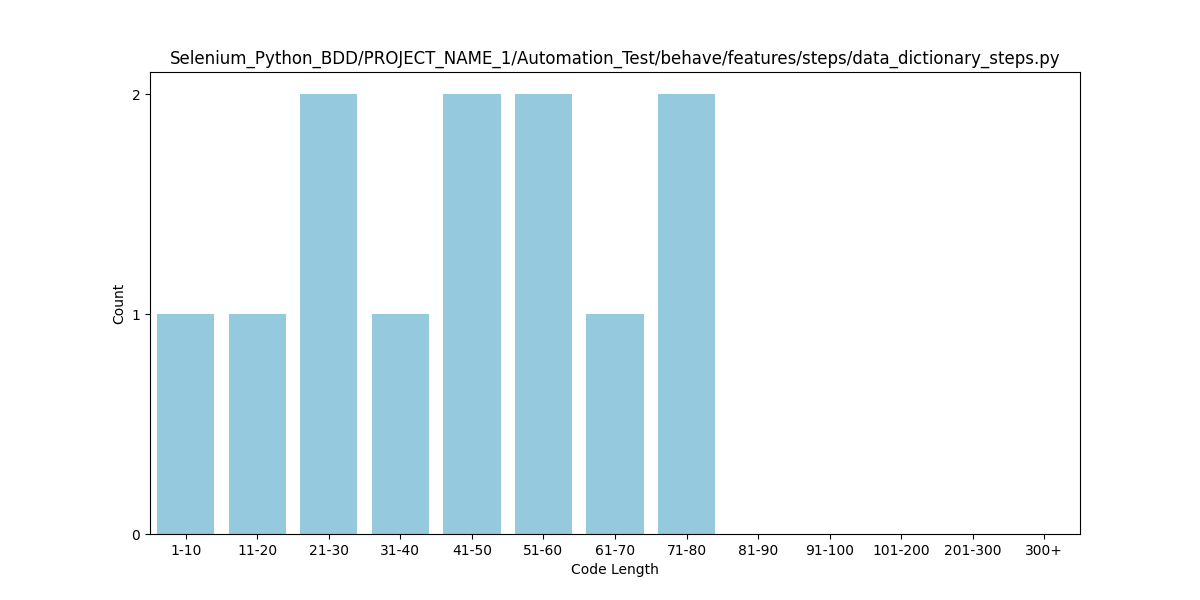 Selenium_Python_BDD/PROJECT_NAME_1/Automation_Test/behave/features/steps/data_dictionary_steps.py
2
1
0
Count
1-10 11-20 21-30 31-40 41-50 51-60 61-70 71-80 81-90 91-100 101-200 201-300 300+
Code Length